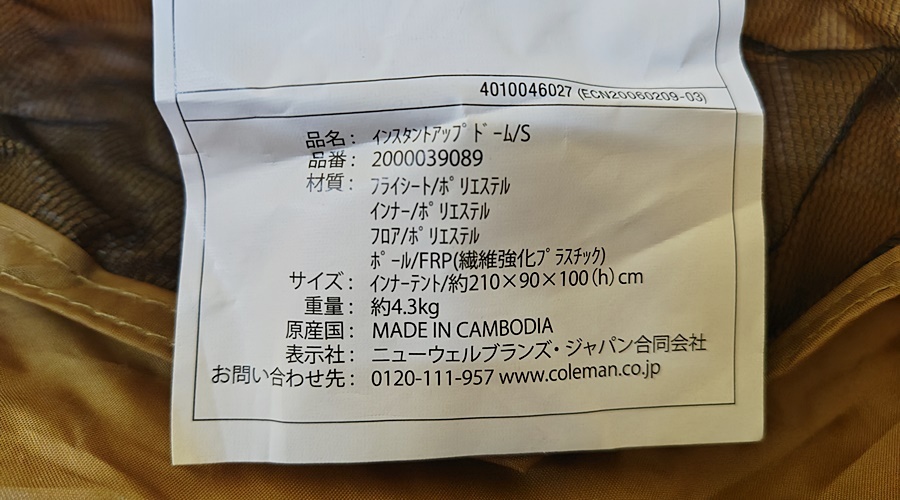 4010046027 (ECN20060209-03)
品名： ｲﾝｽﾀﾝﾄｱｯﾌﾟﾄﾞｰﾑ/S
品番： 2000039089
材質： ﾌﾗｲｼｰﾄ/ﾎﾟﾘｴｽﾃﾙ
ｲﾝﾅｰ/ﾎﾟﾘｴｽﾃﾙ
ﾌﾛｱ/ﾎﾟﾘｴｽﾃﾙ
ﾎﾟｰﾙ/FRP(繊維強化ﾌﾟﾗｽﾁｯｸ)
サイズ： ｲﾝﾅｰﾃﾝﾄ/約210×90×100（h）cm
重量： 約4.3kg
原産国： MADE IN CAMBODIA
表示社： ニューウェルブランズ・ジャパン合同会社
お問い合わせ先： 0120-111-957 www.coleman.co.jp